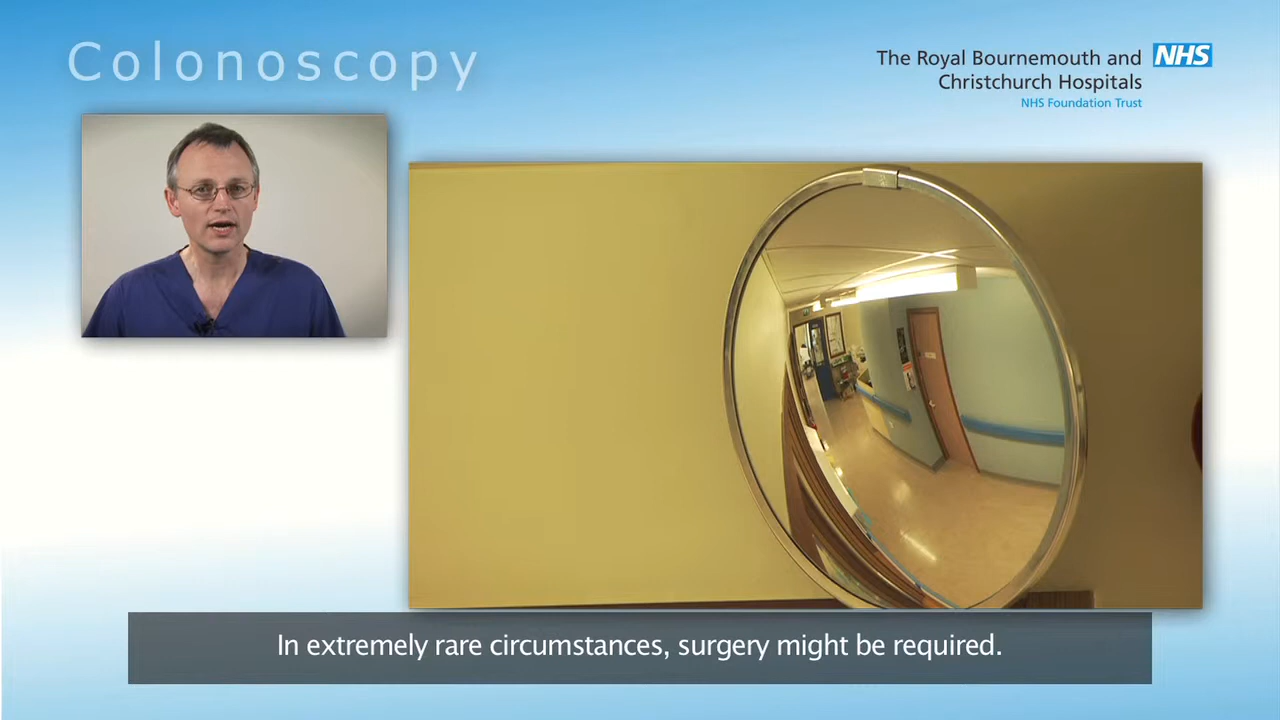 Colonoscopy
The Royal Bournemouth and NHS
Christchurch Hospitals
NHS Foundation Trust
In extremely rare circumstances, surgery might be required.